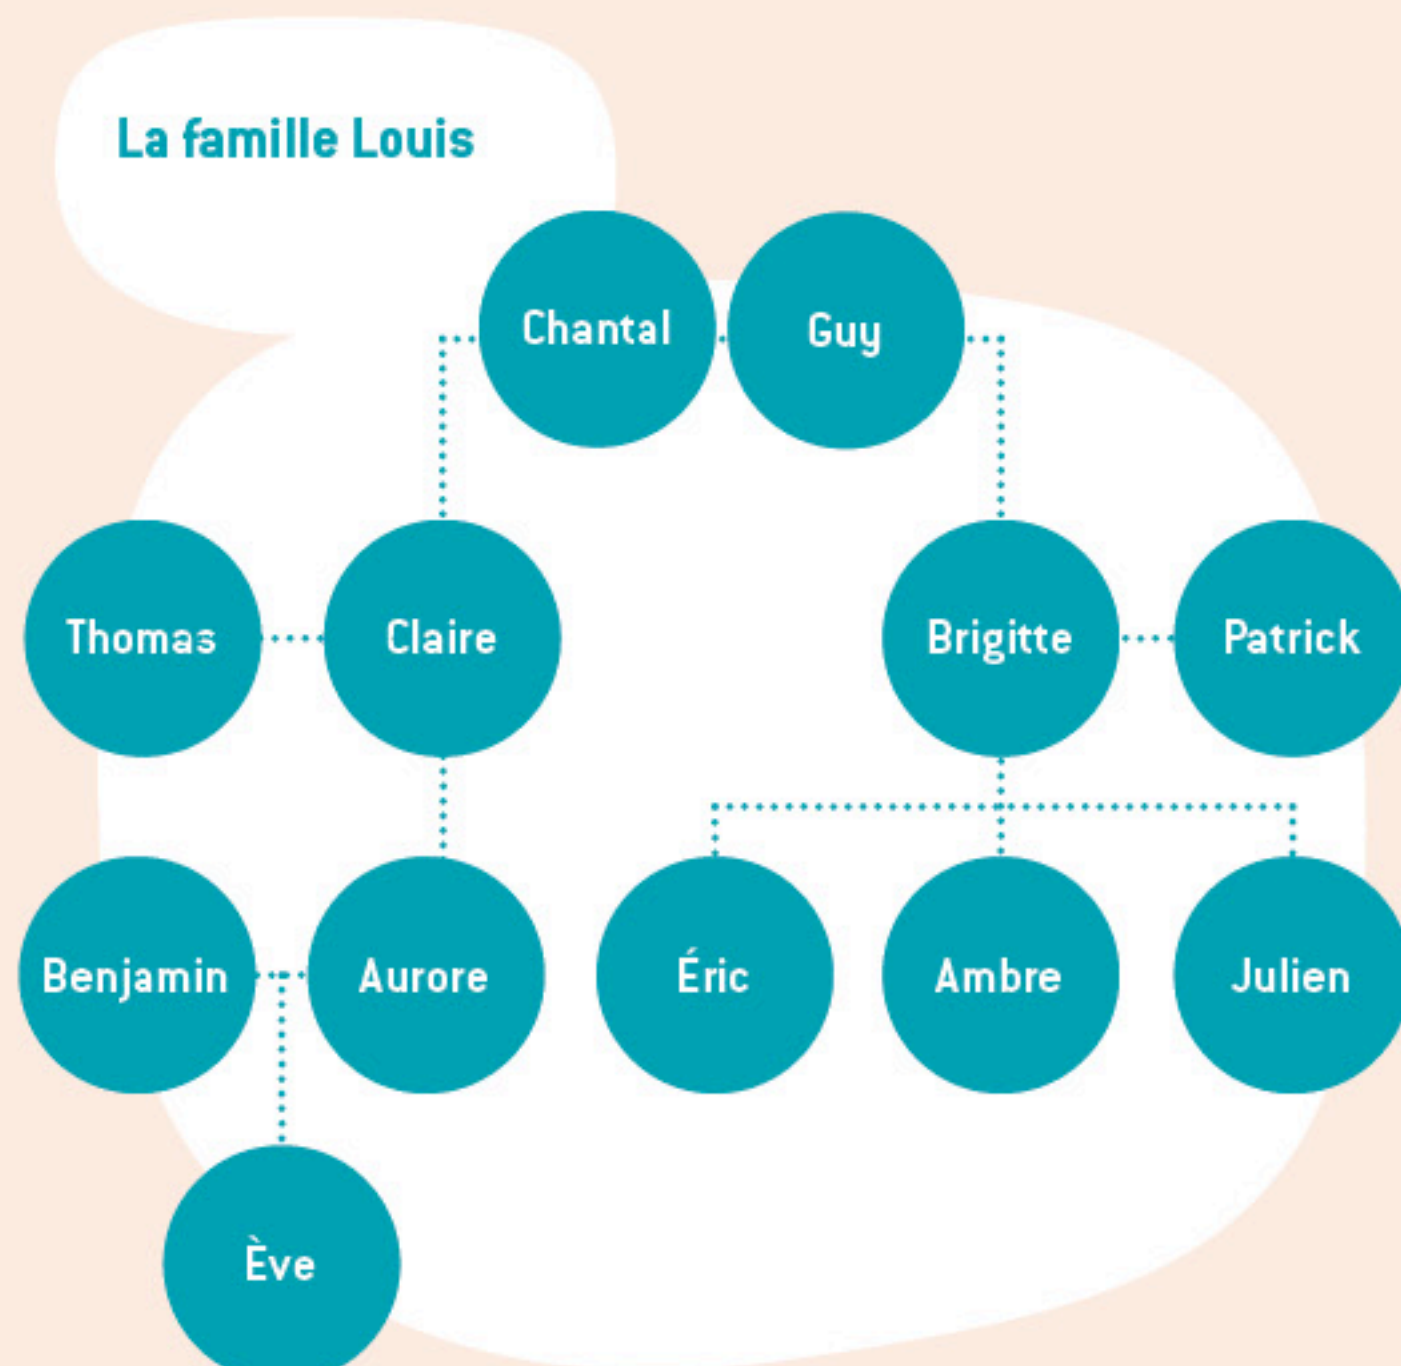 La famille Louis
Chantal Guy
Thomas Claire Brigitte Patrick
Benjamin Aurore Éric Ambre Julien
Ève